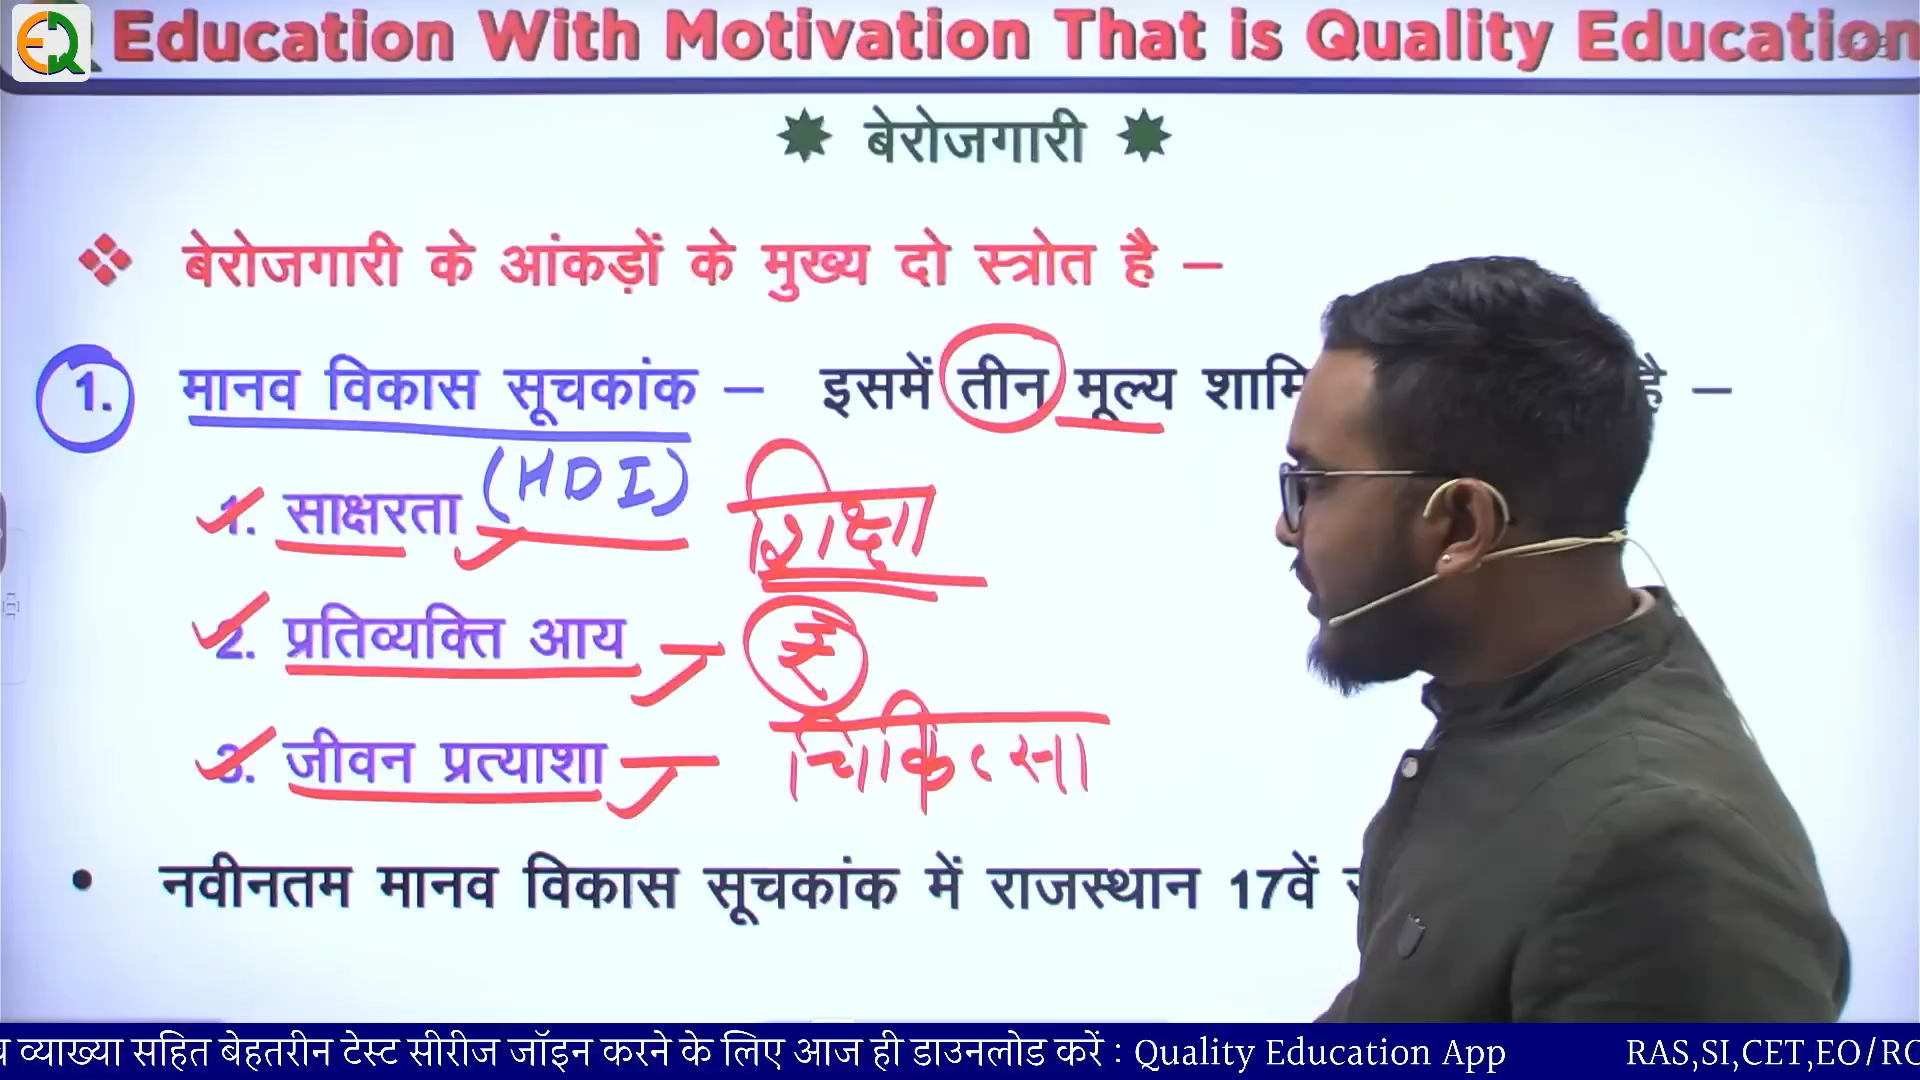 EQ
Education With Motivation That is Quality Education
बेरोजगारी
❖ बेरोजगारी के आंकड़ों के मुख्य दो स्त्रोत है –
1. मानव विकास सूचकांक – इसमें तीन मूल्य है –
(HDI)
1. साक्षरता शिक्षा
2. प्रतिव्यक्ति आय ₹
3. जीवन प्रत्याशा चिकित्सा
• नवीनतम मानव विकास सूचकांक में राजस्थान 17वें
व्याख्या सहित बेहतरीन टेस्ट सीरीज जॉइन करने के लिए आज ही डाउनलोड करें : Quality Education App RAS,SI,CET,EO/